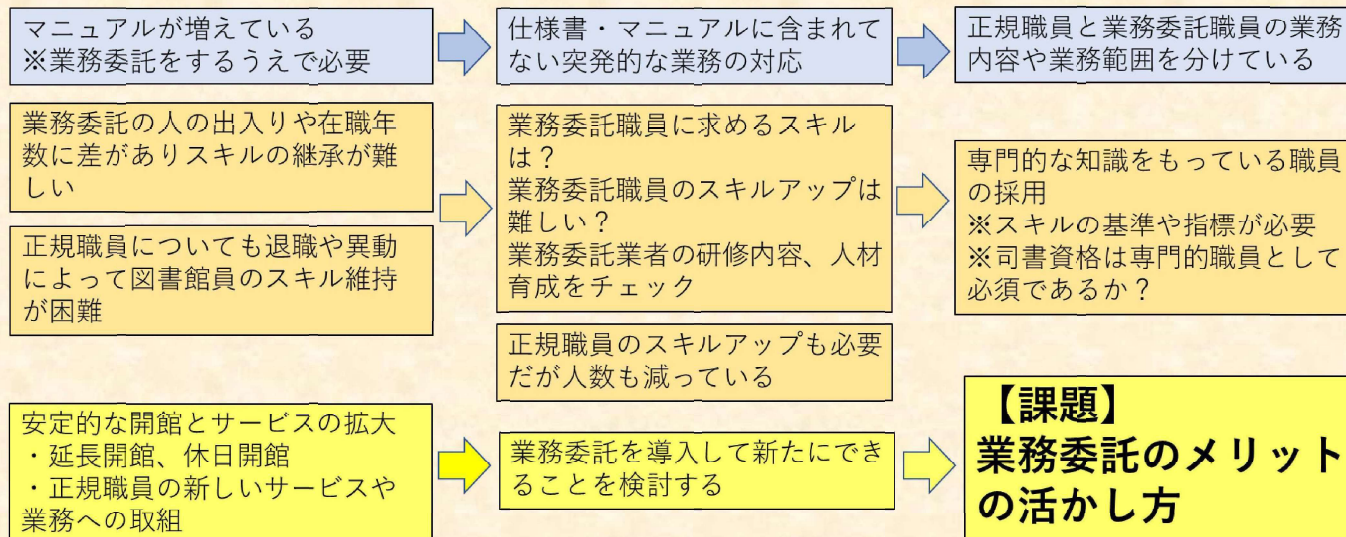 マニュアルが増えている
※業務委託をするうえで必要
仕様書・マニュアルに含まれて
ない突発的な業務の対応
正規職員と業務委託職員の業務
内容や業務範囲を分けている
業務委託の人の出入りや在職年
数に差がありスキルの継承が難
しい
正規職員についても退職や異動
によって図書館員のスキル維持
が困難
業務委託職員に求めるスキル
は？
業務委託職員のスキルアップは
難しい？
業務委託業者の研修内容、人材
育成をチェック
正規職員のスキルアップも必要
だが人数も減っている
専門的な知識をもっている職員
の採用
※スキルの基準や指標が必要
※司書資格は専門的職員として
必須であるか？
安定的な開館とサービスの拡大
・延長開館、休日開館
・正規職員の新しいサービスや
業務への取組
業務委託を導入して新たにでき
ることを検討する
【課題】
業務委託のメリット
の活かし方